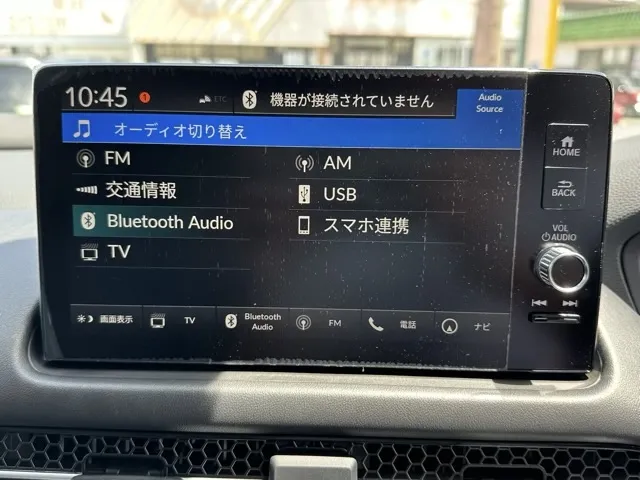 10:45
1
ETC
機器が接続されていません
Audio
Source
オーディオ切り替え
FM
AM
交通情報
USB
Bluetooth Audio
スマホ連携
TV
画面表示
TV
Bluetooth
Audio
FM
電話
ナビ
HOME
BACK
VOL
AUDIO